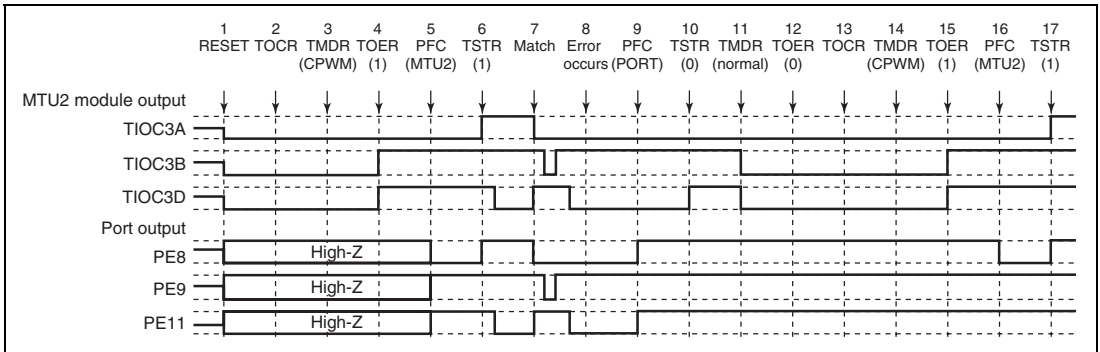 1 2 3 4 5 6 7 8 9 10 11 12 13 14 15 16 17
RESET TOCR TMDR TOER PFC TSTR Match Error PFC TSTR TMDR TOER TOCR TMDR TOER PFC TSTR
(CPWM) (1) (MTU2) (1) occurs (PORT) (0) (normal) (0) (CPWM) (1) (MTU2) (1)
MTU2 module output
TIOC3A
TIOC3B
TIOC3D
Port output
PE8 High-Z
PE9 High-Z
PE11 High-Z